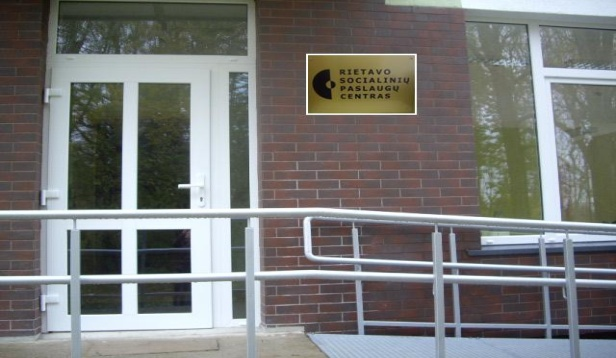 RIETAVO
SOCIALINIŲ
PASLAUGŲ
CENTRAS